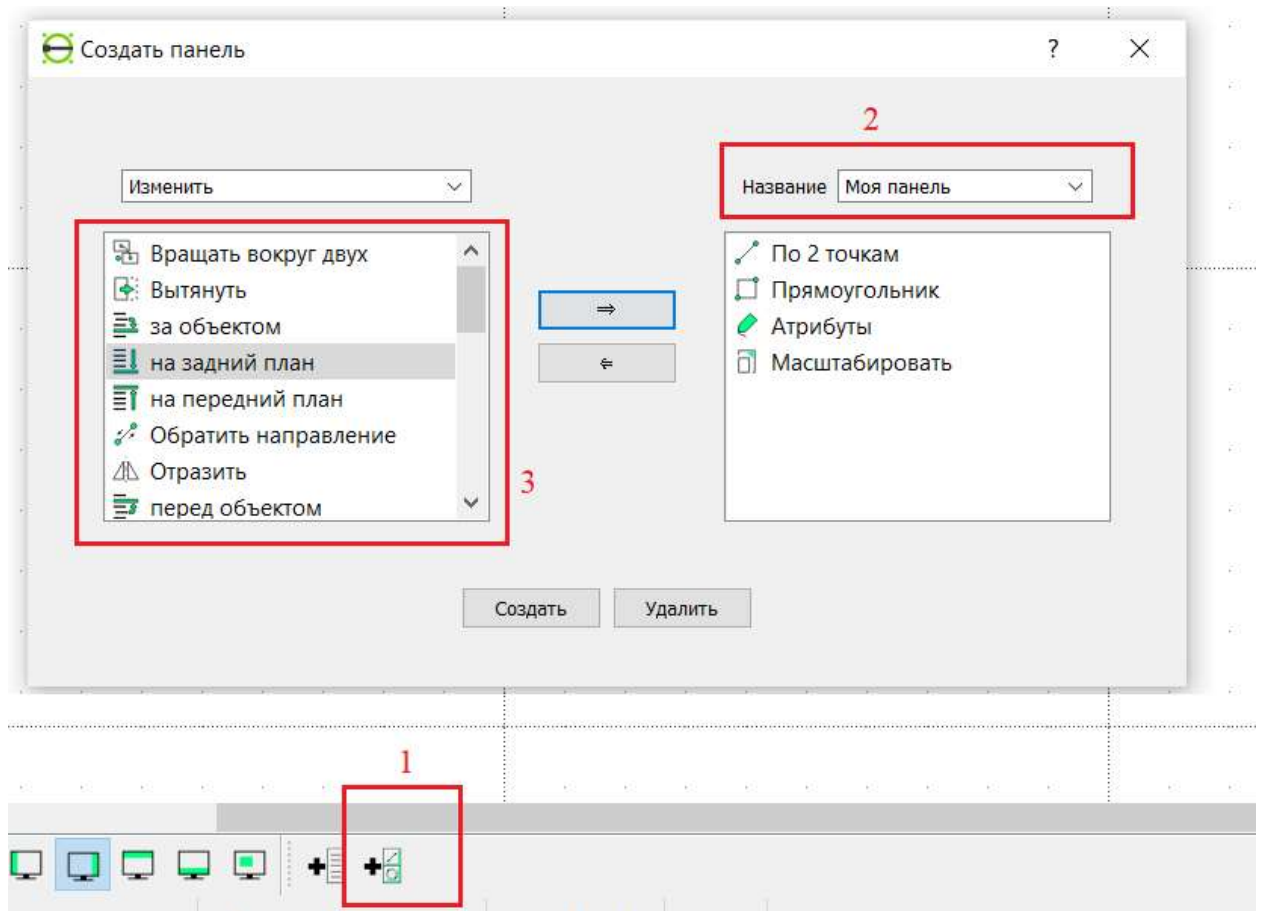 Создать панель
?
2
Изменить
Название Моя панель
Вращать вокруг двух
Вытянуть
за объектом
на задний план
на передний план
Обратить направление
Отразить
перед объектом
3
⇒
⇐
По 2 точкам
Прямоугольник
Атрибуты
Масштабировать
Создать
Удалить
1